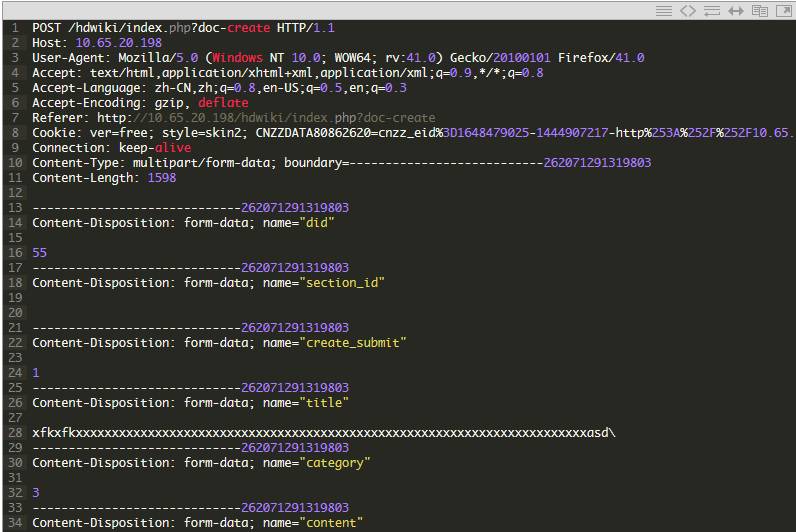 1 POST /hdwiki/index.php?doc-create HTTP/1.1
2 Host: 10.65.20.198
3 User-Agent: Mozilla/5.0 (Windows NT 10.0; WOW64; rv:41.0) Gecko/20100101 Firefox/41.0
4 Accept: text/html,application/xhtml+xml,application/xml;q=0.9,*/*;q=0.8
5 Accept-Language: zh-CN,zh;q=0.8,en-US;q=0.5,en;q=0.3
6 Accept-Encoding: gzip, deflate
7 Referer: http://10.65.20.198/hdwiki/index.php?doc-create
8 Cookie: ver=free; style=skin2; CNZZDATA80862620=cnzz_eid%3D1648479025-1444907217-http%253A%252F%252F10.65.
9 Connection: keep-alive
10 Content-Type: multipart/form-data; boundary=---------------------------262071291319803
11 Content-Length: 1598
12
13 -----------------------------262071291319803
14 Content-Disposition: form-data; name="did"
15
16 55
17 -----------------------------262071291319803
18 Content-Disposition: form-data; name="section_id"
19
20
21 -----------------------------262071291319803
22 Content-Disposition: form-data; name="create_submit"
23
24 1
25 -----------------------------262071291319803
26 Content-Disposition: form-data; name="title"
27
28 xfkxfkxxxxxxxxxxxxxxxxxxxxxxxxxxxxxxxxxxxxxxxxxxxxxxxxxxxxxxxxxxxxxxxxxxxxxxxxxxxxxasd\
29 -----------------------------262071291319803
30 Content-Disposition: form-data; name="category"
31
32 3
33 -----------------------------262071291319803
34 Content-Disposition: form-data; name="content"